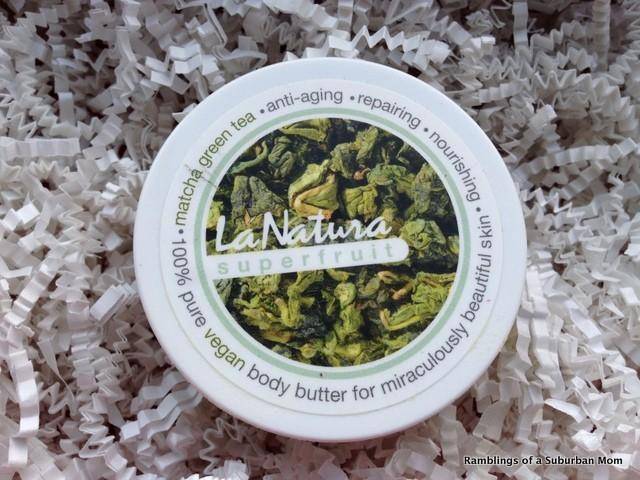 matcha green tea • anti-aging • repairing • nourishing •
100% pure vegan body butter for miraculously beautiful skin •
LaNatura
superfruit
Ramblings of a Suburban Mom